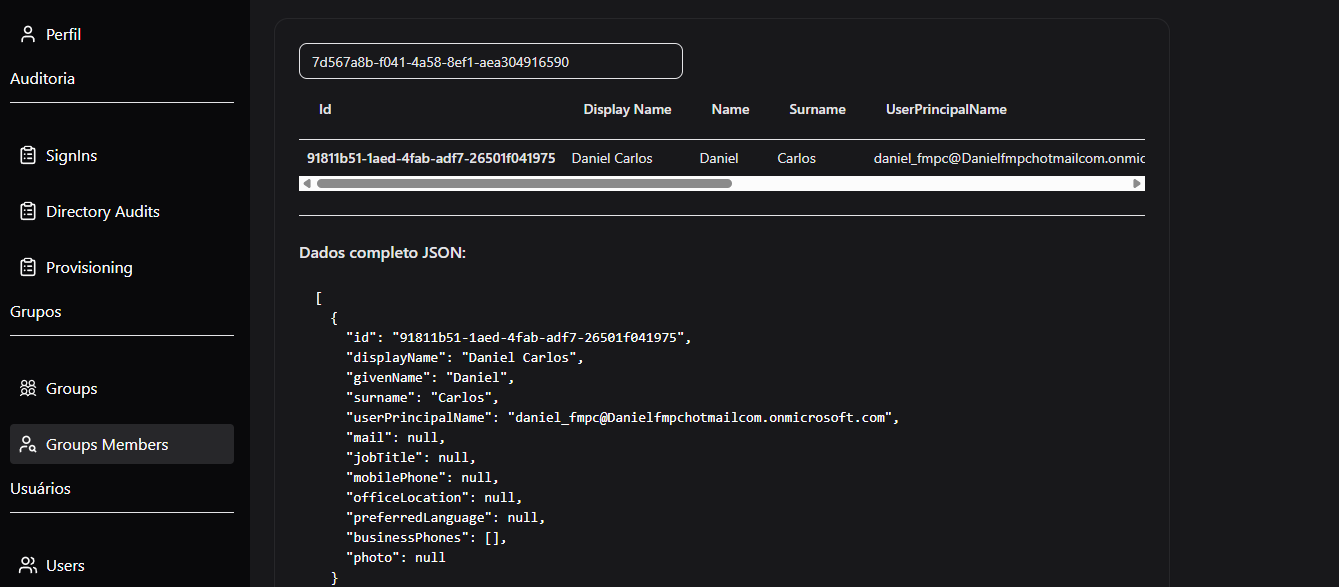 Perfil
Auditoria
SignIns
Directory Audits
Provisioning
Grupos
Groups
Groups Members
Usuários
Users
7d567a8b-f041-4a58-8ef1-aea304916590
Id Display Name Name Surname UserPrincipalName
91811b51-1aed-4fab-adf7-26501f041975 Daniel Carlos Daniel Carlos daniel_fmpc@Danielfmpchotmailcom.onmic
Dados completo JSON:
[
{
"id": "91811b51-1aed-4fab-adf7-26501f041975",
"displayName": "Daniel Carlos",
"givenName": "Daniel",
"surname": "Carlos",
"userPrincipalName": "daniel_fmpc@Danielfmpchotmailcom.onmicrosoft.com",
"mail": null,
"jobTitle": null,
"mobilePhone": null,
"officeLocation": null,
"preferredLanguage": null,
"businessPhones": [],
"photo": null
}